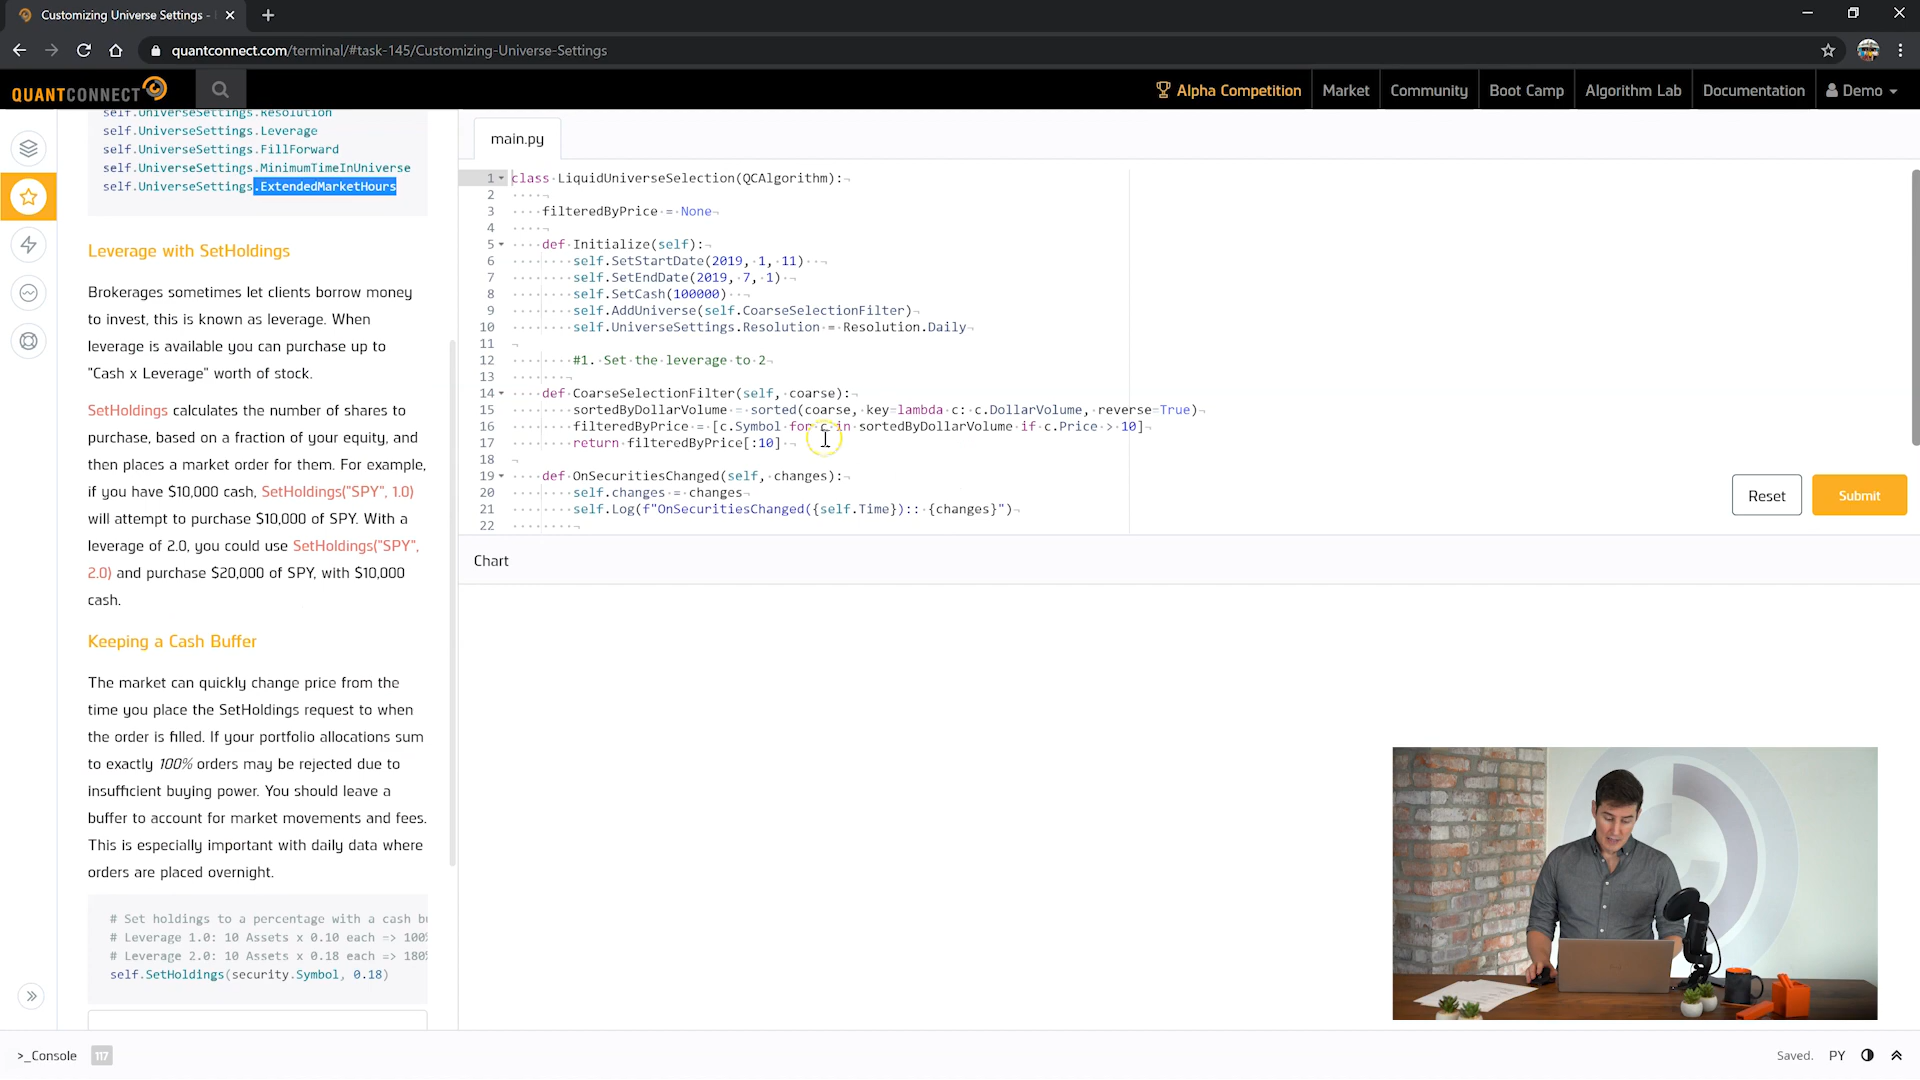 Customizing Universe Settings -
quantconnect.com/terminal/#task-145/Customizing-Universe-Settings
QUANTCONNECT
Alpha Competition
Market
Community
Boot Camp
Algorithm Lab
Documentation
Demo
self.UniverseSettings.Resolution
self.UniverseSettings.Leverage
self.UniverseSettings.FillForward
self.UniverseSettings.MinimumTimeInUniverse
self.UniverseSettings.ExtendedMarketHours
Leverage with SetHoldings
Brokerages sometimes let clients borrow money
to invest, this is known as leverage. When
leverage is available you can purchase up to
"Cash x Leverage" worth of stock.
SetHoldings calculates the number of shares to
purchase, based on a fraction of your equity, and
then places a market order for them. For example,
if you have $10,000 cash, SetHoldings("SPY", 1.0)
will attempt to purchase $10,000 of SPY. With a
leverage of 2.0, you could use SetHoldings("SPY",
2.0) and purchase $20,000 of SPY, with $10,000
cash.
Keeping a Cash Buffer
The market can quickly change price from the
time you place the SetHoldings request to when
the order is filled. If your portfolio allocations sum
to exactly 100% orders may be rejected due to
insufficient buying power. You should leave a
buffer to account for market movements and fees.
This is especially important with daily data where
orders are placed overnight.
# Set holdings to a percentage with a cash bu
# Leverage 1.0: 10 Assets x 0.10 each => 100%
# Leverage 2.0: 10 Assets x 0.18 each => 180%
self.SetHoldings(security.Symbol, 0.18)
main.py
1 class LiquidUniverseSelection(QCAlgorithm):
2
3 filteredByPrice = None
4
5 def Initialize(self):
6 self.SetStartDate(2019, 1, 11)
7 self.SetEndDate(2019, 7, 1)
8 self.SetCash(100000)
9 self.AddUniverse(self.CoarseSelectionFilter)
10 self.UniverseSettings.Resolution = Resolution.Daily
11
12 #1. Set the leverage to 2
13
14 def CoarseSelectionFilter(self, coarse):
15 sortedByDollarVolume = sorted(coarse, key=lambda c: c.DollarVolume, reverse=True)
16 filteredByPrice = [c.Symbol for c in sortedByDollarVolume if c.Price > 10]
17 return filteredByPrice[:10]
18
19 def OnSecuritiesChanged(self, changes):
20 self.changes = changes
21 self.Log(f"OnSecuritiesChanged({self.Time}):: {changes}")
22
Reset
Submit
Chart
>_Console 117
Saved. PY